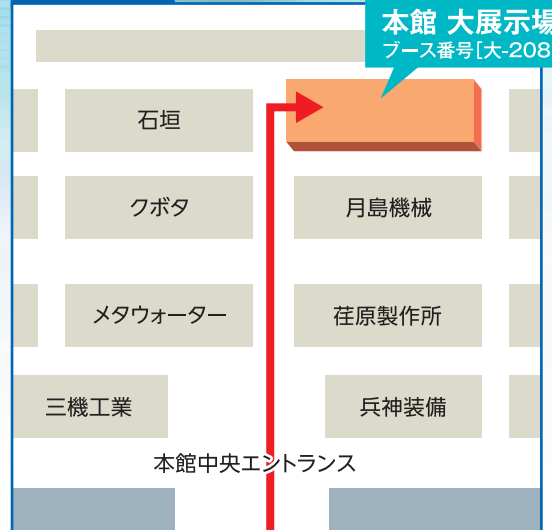 本館 大展示場
ブース番号[大-208
石垣
クボタ
月島機械
メタウォーター
荏原製作所
三機工業
兵神装備
本館中央エントランス